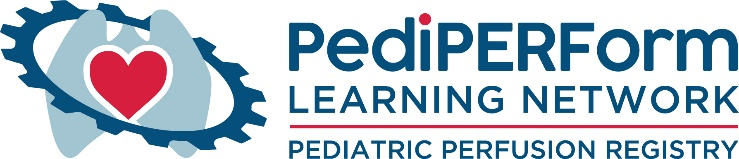 PediPERForm
LEARNING NETWORK
PEDIATRIC PERFUSION REGISTRY